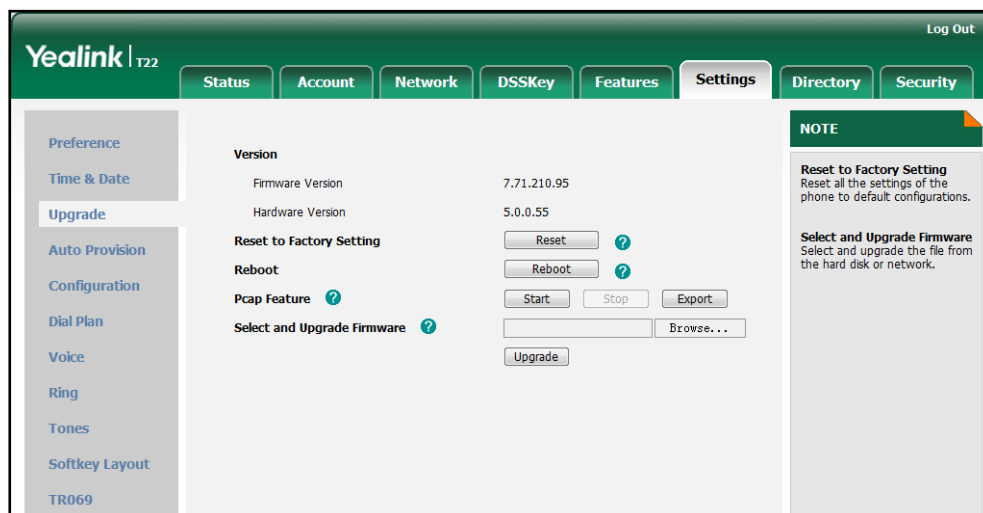 Log Out
Yealink T22
Status Account Network DSSKey Features Settings Directory Security
Preference
Time & Date
Upgrade
Auto Provision
Configuration
Dial Plan
Voice
Ring
Tones
Softkey Layout
TR069
Version
Firmware Version 7.71.210.95
Hardware Version 5.0.0.55
Reset to Factory Setting Reset ?
Reboot Reboot ?
Pcap Feature ? Start Stop Export
Select and Upgrade Firmware ? Browse...
Upgrade
NOTE
Reset to Factory Setting
Reset all the settings of the
phone to default configurations.
Select and Upgrade Firmware
Select and upgrade the file from
the hard disk or network.